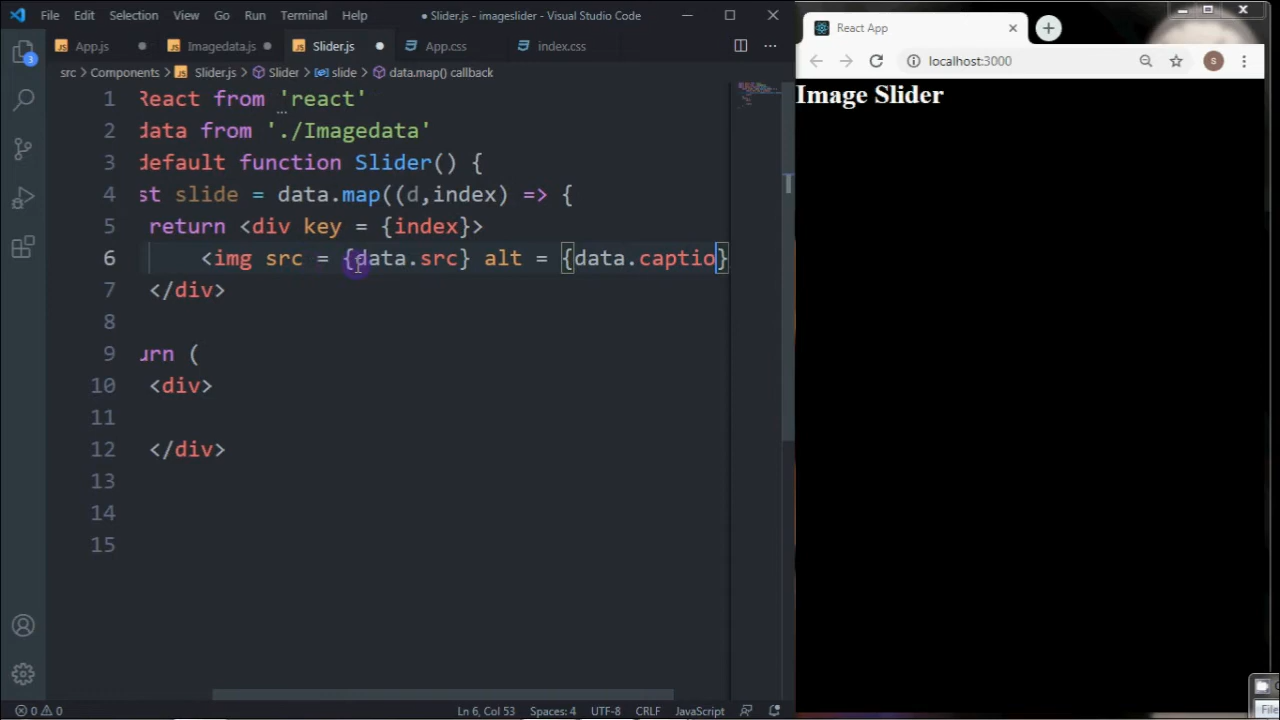 File Edit Selection View Go Run Terminal Help
● Slider.js - imageslider - Visual Studio Code
App.js
Imagedata.js
Slider.js
App.css
index.css
src > Components > Slider.js > Slider > slide > data.map() callback
1 React from 'react'
2 data from './Imagedata'
3 default function Slider() {
4 st slide = data.map((d,index) => {
5 return <div key = {index}>
6 <img src = {data.src} alt = {data.captio}
7 </div>
8
9 urn (
10 <div>
11
12 </div>
13
14
15
3
0 0
Ln 6, Col 53 Spaces: 4 UTF-8 CRLF JavaScript
React App
localhost:3000
S
Image Slider
File